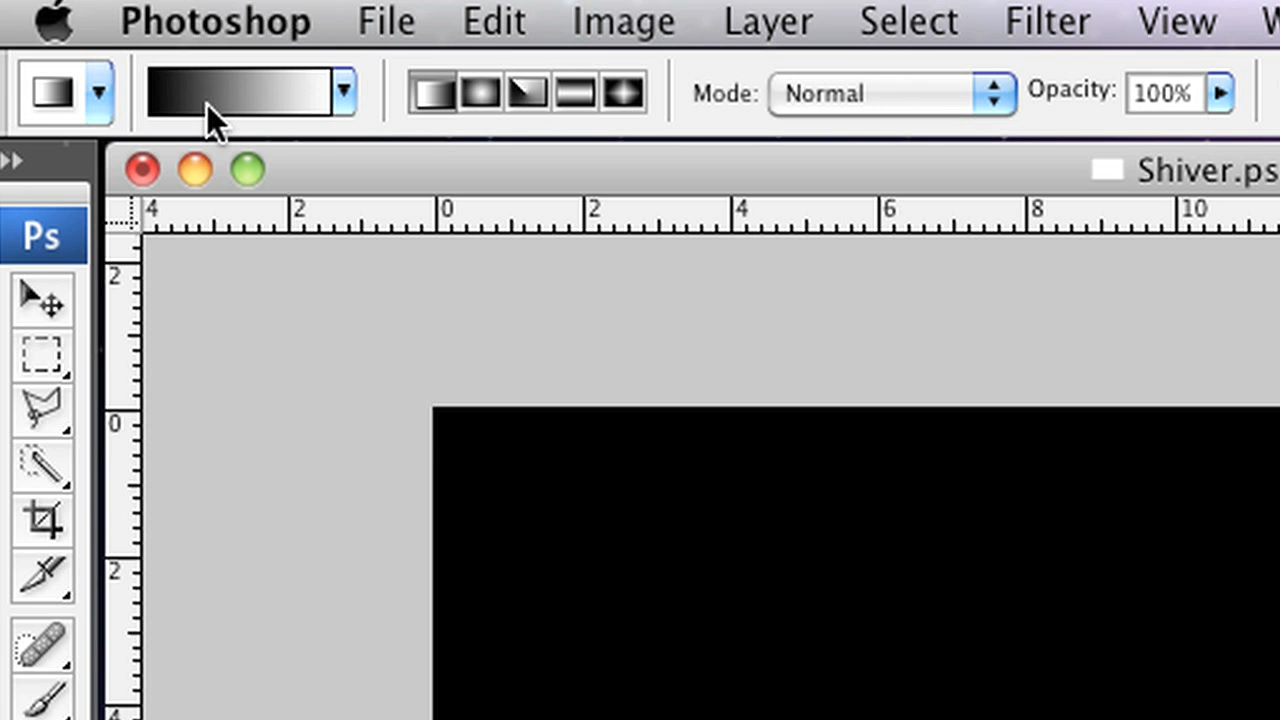 Photoshop File Edit Image Layer Select Filter View
Mode: Normal Opacity: 100%
Shiver.ps
4 2 0 2 4 6 8 10
Ps
2
0
2
4